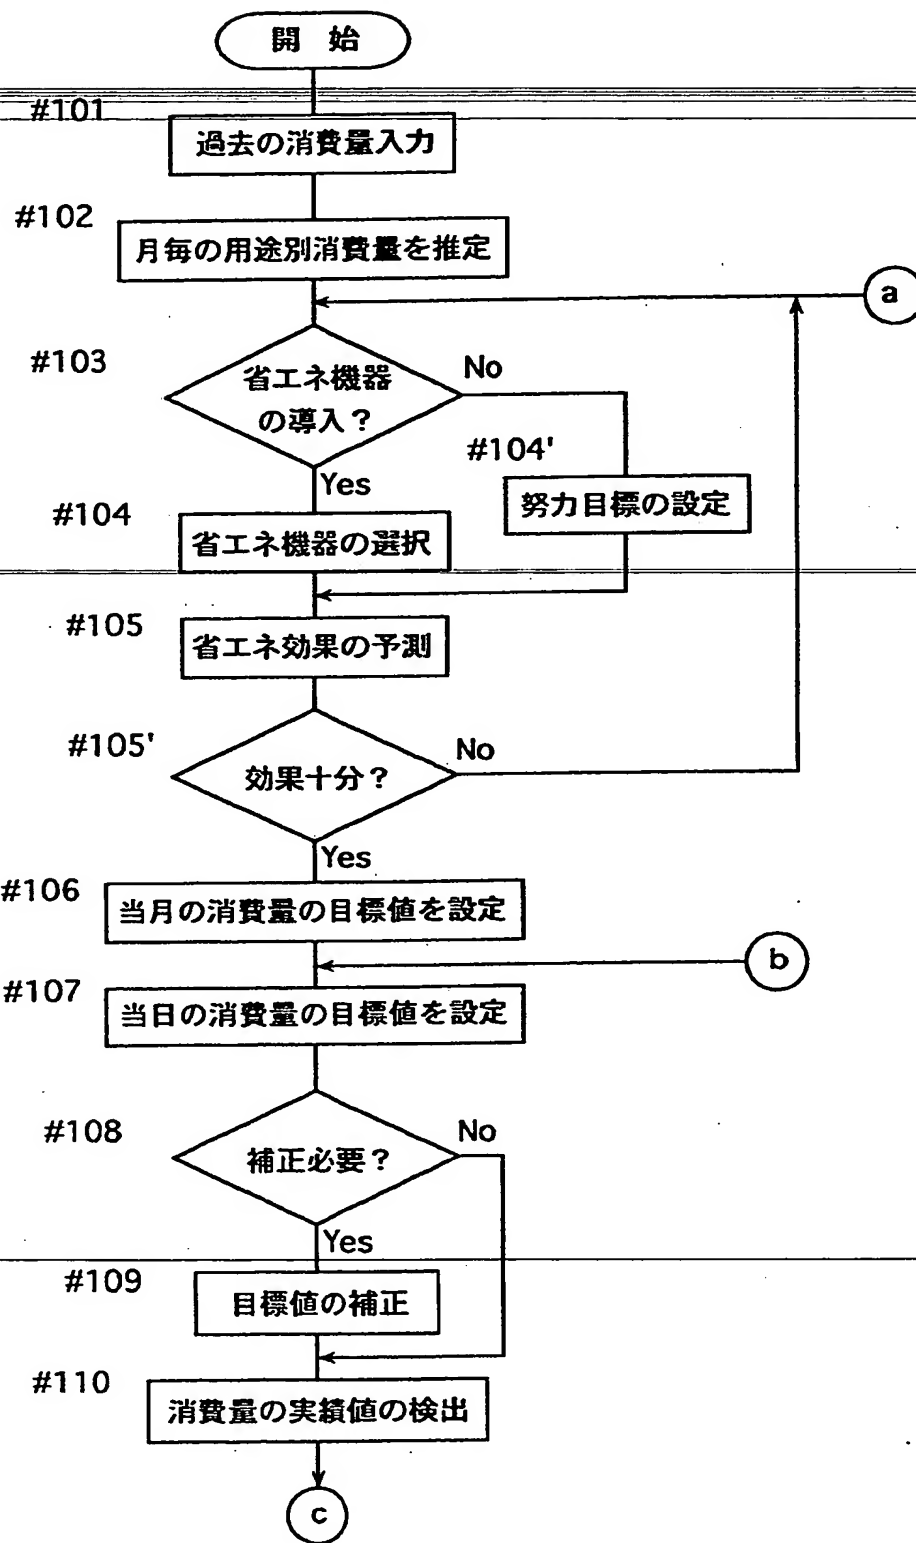 開 始
#101
過去の消費量入力
#102
月毎の用途別消費量を推定
a
#103
省エネ機器
の導入？
No
#104'
Yes
努力目標の設定
#104
省エネ機器の選択
#105
省エネ効果の予測
#105'
No
効果十分？
Yes
#106
当月の消費量の目標値を設定
b
#107
当日の消費量の目標値を設定
#108
No
補正必要？
Yes
#109
目標値の補正
#110
消費量の実績値の検出
c